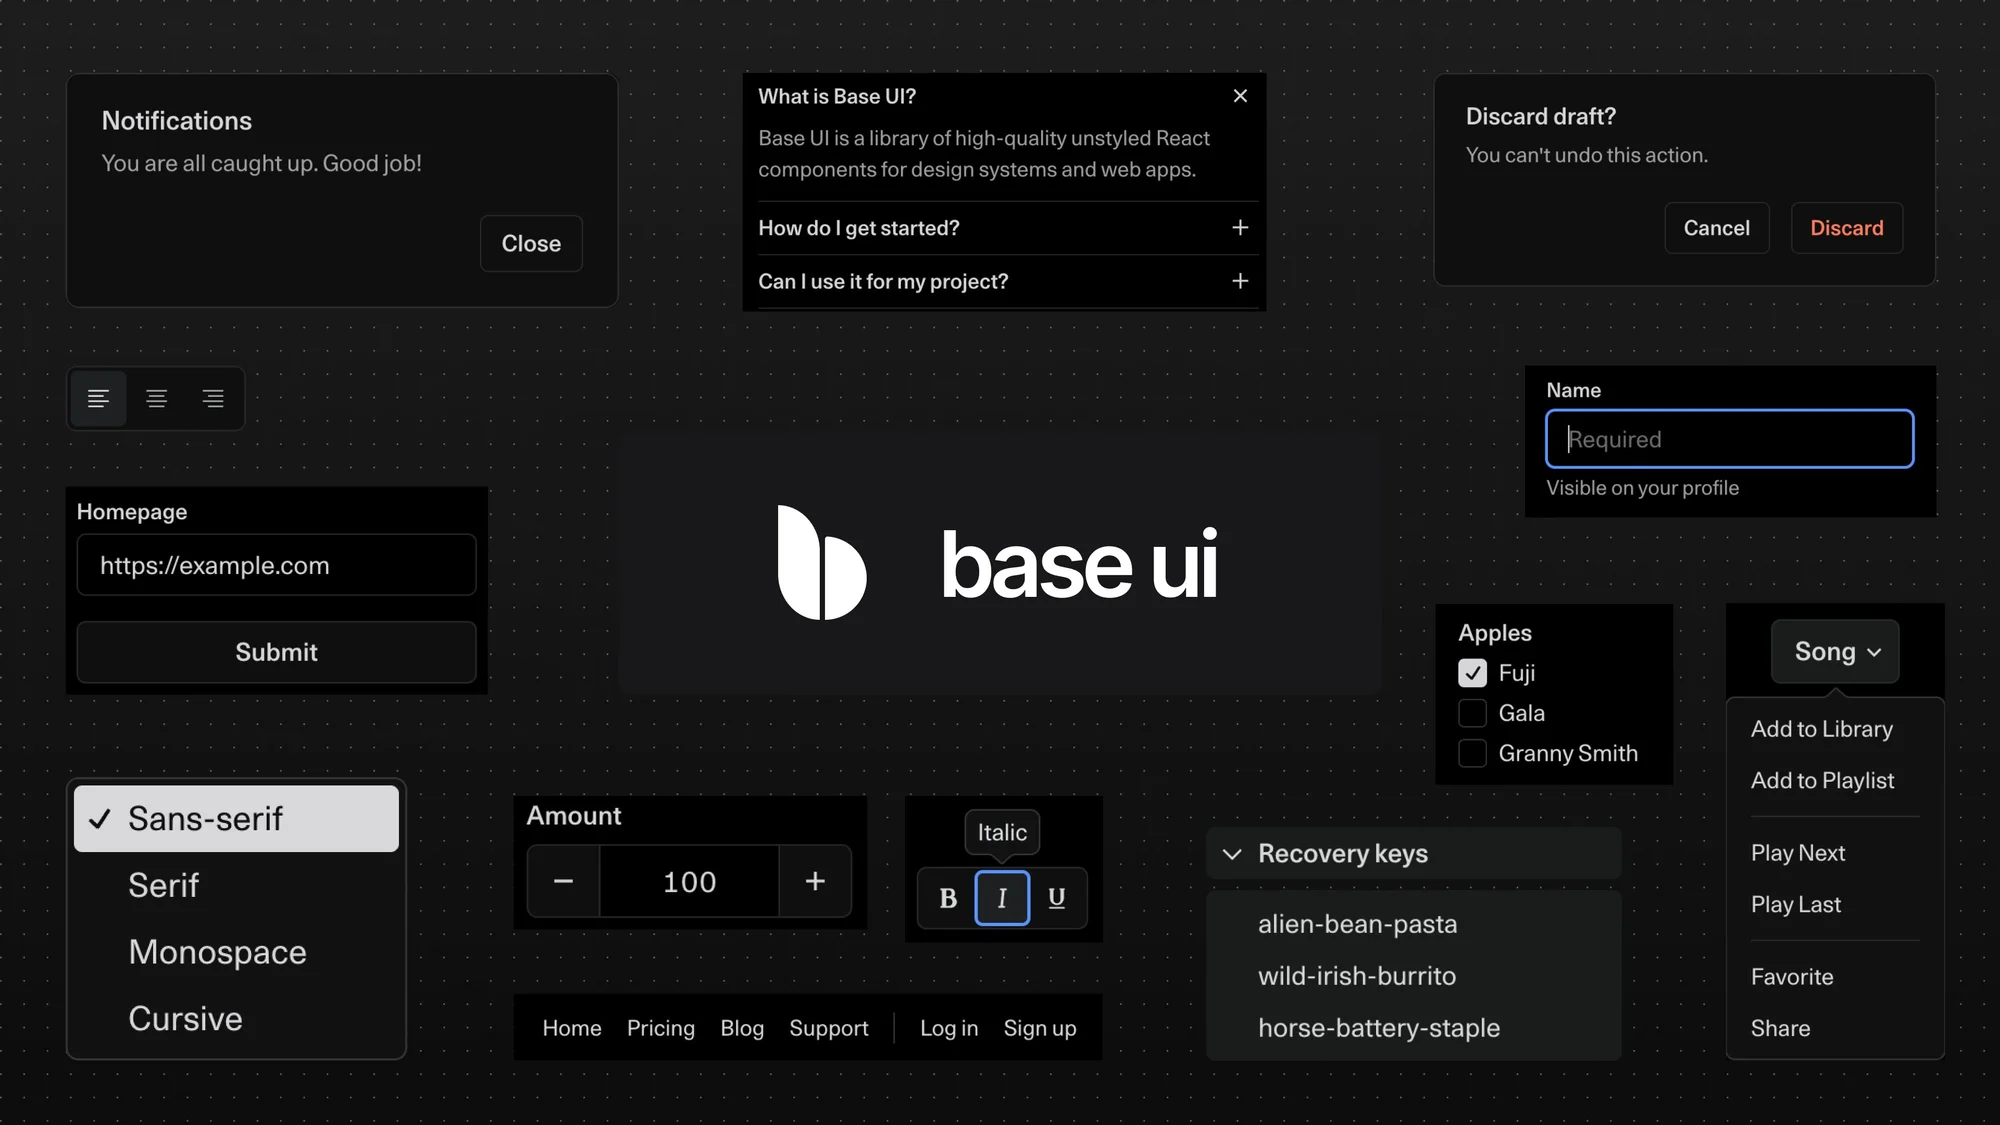 Notifications
You are all caught up. Good job!
Close
What is Base UI?
Base UI is a library of high-quality unstyled React
components for design systems and web apps.
How do I get started?
Can I use it for my project?
Discard draft?
You can't undo this action.
Cancel
Discard
Name
Required
Visible on your profile
Homepage
https://example.com
Submit
base ui
Apples
Fuji
Gala
Granny Smith
Song
Add to Library
Add to Playlist
Play Next
Play Last
Favorite
Share
Sans-serif
Serif
Monospace
Cursive
Amount
− 100 +
Italic
B I U
Recovery keys
alien-bean-pasta
wild-irish-burrito
horse-battery-staple
Home Pricing Blog Support Log in Sign up